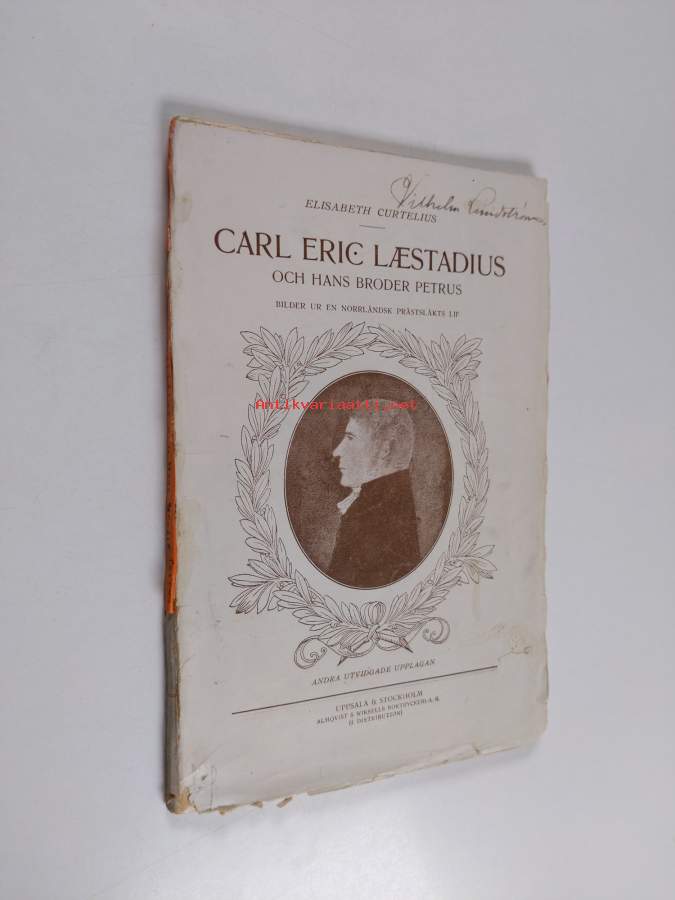 Vilhelm Lundström
ELISABETH CURTELIUS
CARL ERIC LÆSTADIUS
OCH HANS BRODER PETRUS
BILDER UR EN NORRLÄNDSK PRÄSTSLÄKTS LIF
Antikvariaatti.net
ANDRA UTVIDGADE UPPLAGAN
UPPSALA & STOCKHOLM
ALMQVIST & WIKSELLS BOKTRYCKERI-A.-B.
(I DISTRIBUTION)